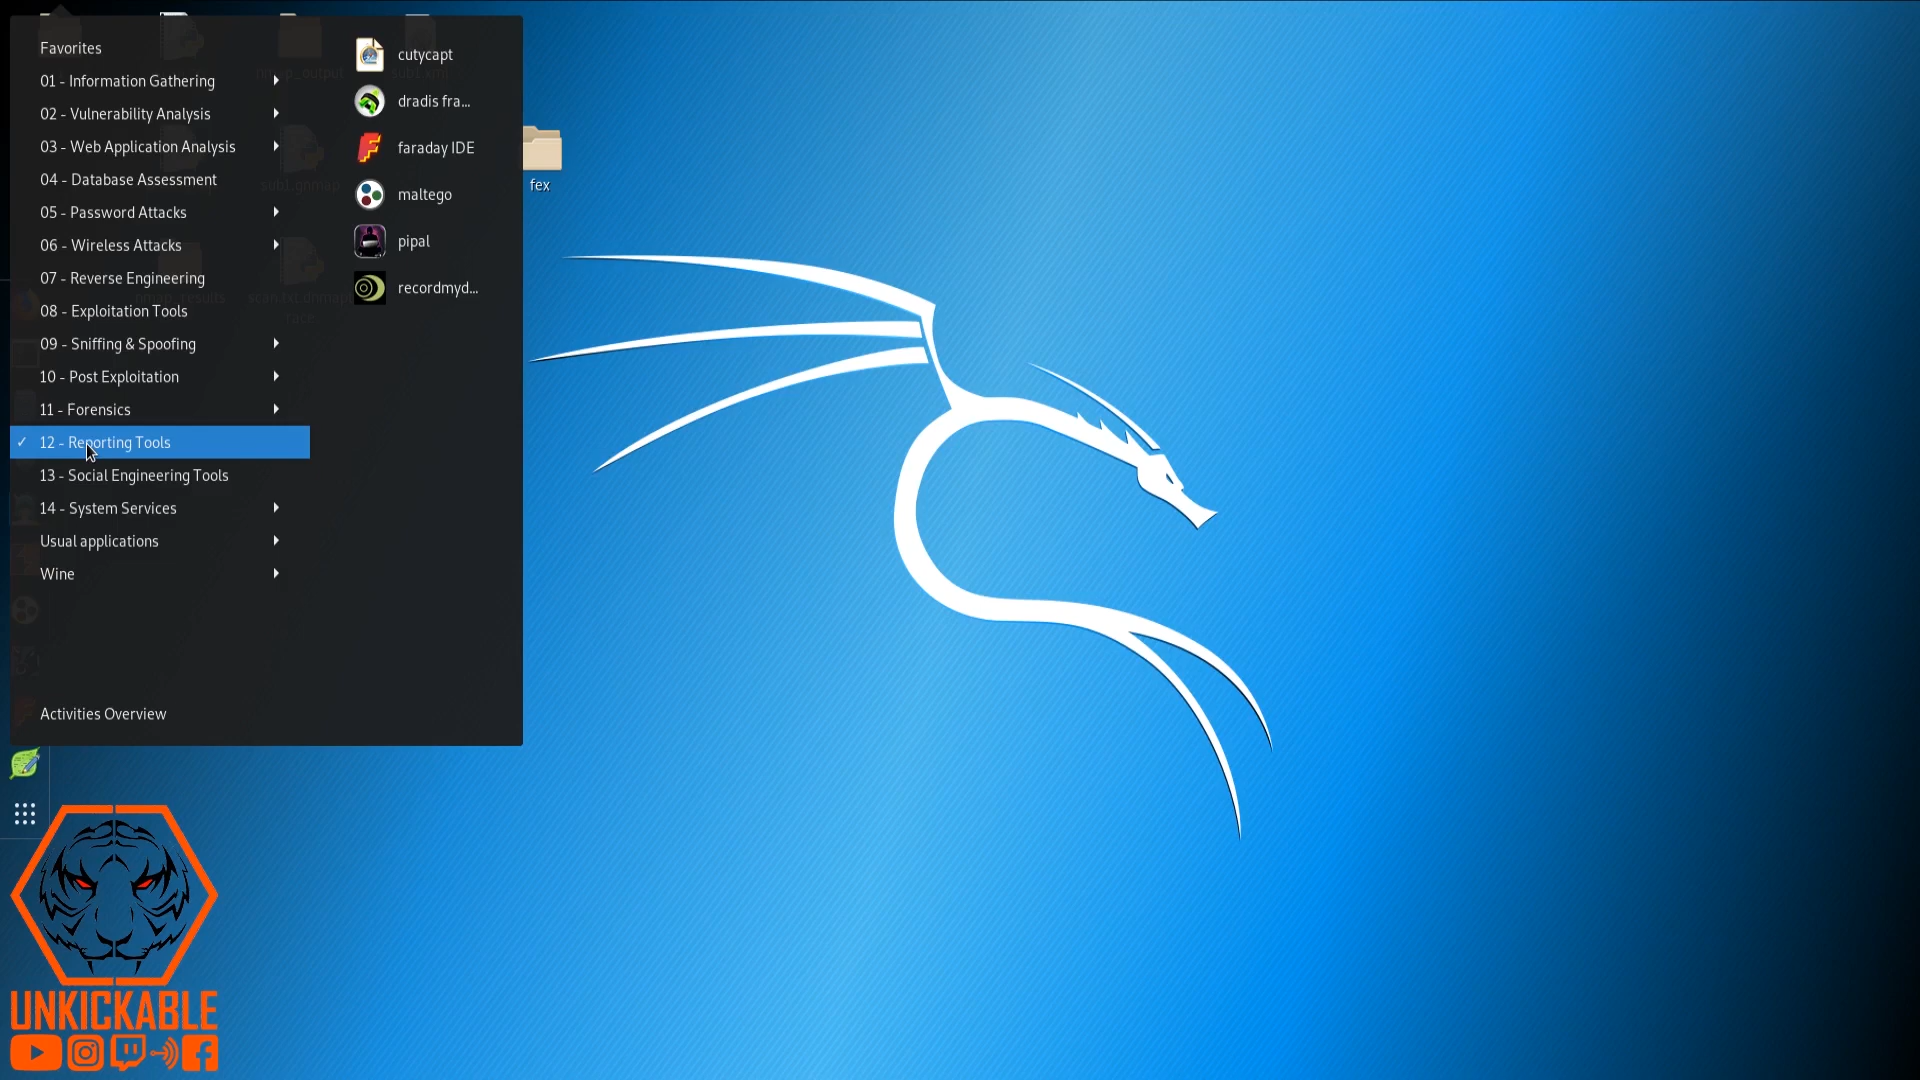 Favorites
01 - Information Gathering
02 - Vulnerability Analysis
03 - Web Application Analysis
04 - Database Assessment
05 - Password Attacks
06 - Wireless Attacks
07 - Reverse Engineering
08 - Exploitation Tools
09 - Sniffing & Spoofing
10 - Post Exploitation
11 - Forensics
12 - Reporting Tools
13 - Social Engineering Tools
14 - System Services
Usual applications
Wine
Activities Overview
cutycapt
dradis fra...
faraday IDE
maltego
pipal
recordmyd...
fex
UNKICKABLE